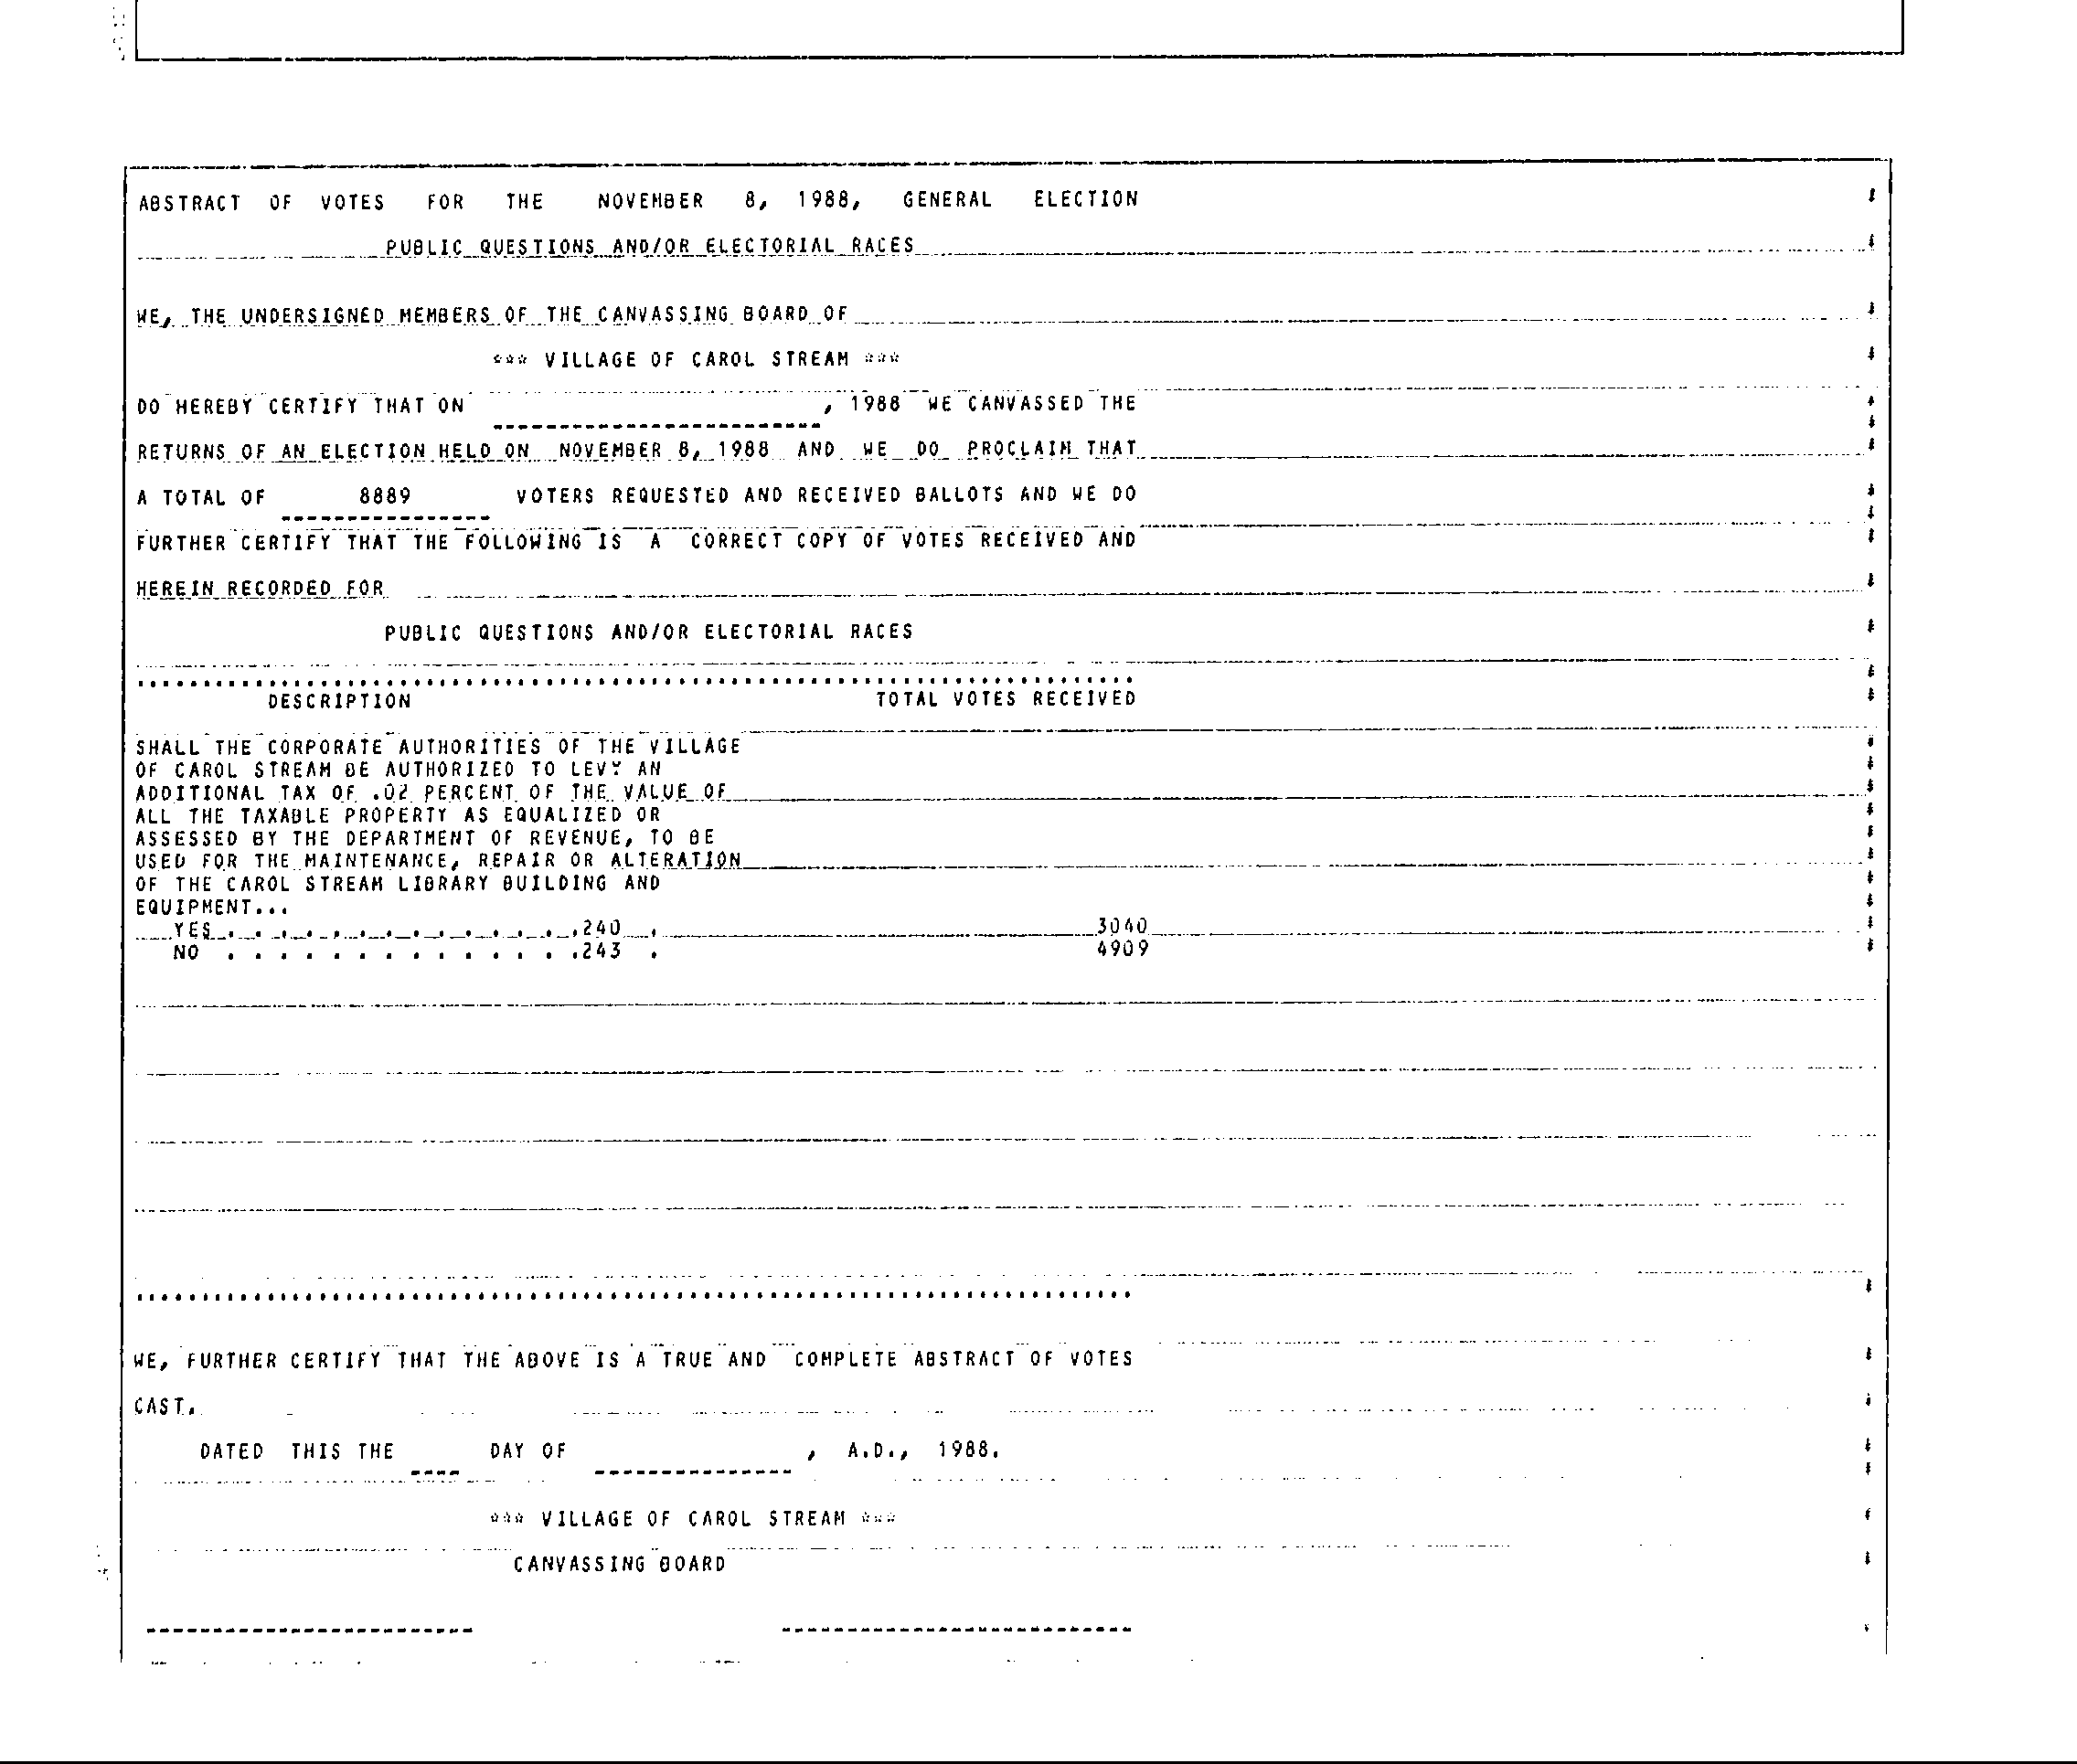 ABSTRACT OF VOTES FOR THE NOVEMBER 8, 1988, GENERAL ELECTION
PUBLIC QUESTIONS AND/OR ELECTORIAL RACES
WE, THE UNDERSIGNED MEMBERS OF THE CANVASSING BOARD OF
*** VILLAGE OF CAROL STREAM ***
DO HEREBY CERTIFY THAT ON , 1988 WE CANVASSED THE
RETURNS OF AN ELECTION HELD ON NOVEMBER 8, 1988 AND WE DO PROCLAIM THAT
A TOTAL OF 8889 VOTERS REQUESTED AND RECEIVED BALLOTS AND WE DO
FURTHER CERTIFY THAT THE FOLLOWING IS A CORRECT COPY OF VOTES RECEIVED AND
HEREIN RECORDED FOR
PUBLIC QUESTIONS AND/OR ELECTORIAL RACES
DESCRIPTION TOTAL VOTES RECEIVED
SHALL THE CORPORATE AUTHORITIES OF THE VILLAGE
OF CAROL STREAM BE AUTHORIZED TO LEVY AN
ADDITIONAL TAX OF .02 PERCENT OF THE VALUE OF
ALL THE TAXABLE PROPERTY AS EQUALIZED OR
ASSESSED BY THE DEPARTMENT OF REVENUE, TO BE
USED FOR THE MAINTENANCE, REPAIR OR ALTERATION
OF THE CAROL STREAM LIBRARY BUILDING AND
EQUIPMENT...
YES . . . . . . . . . . . . . .240 . 3040
NO . . . . . . . . . . . . . .243 . 4909
WE, FURTHER CERTIFY THAT THE ABOVE IS A TRUE AND COMPLETE ABSTRACT OF VOTES
CAST.
DATED THIS THE ---- DAY OF --------------- , A.D., 1988.
*** VILLAGE OF CAROL STREAM ***
CANVASSING BOARD